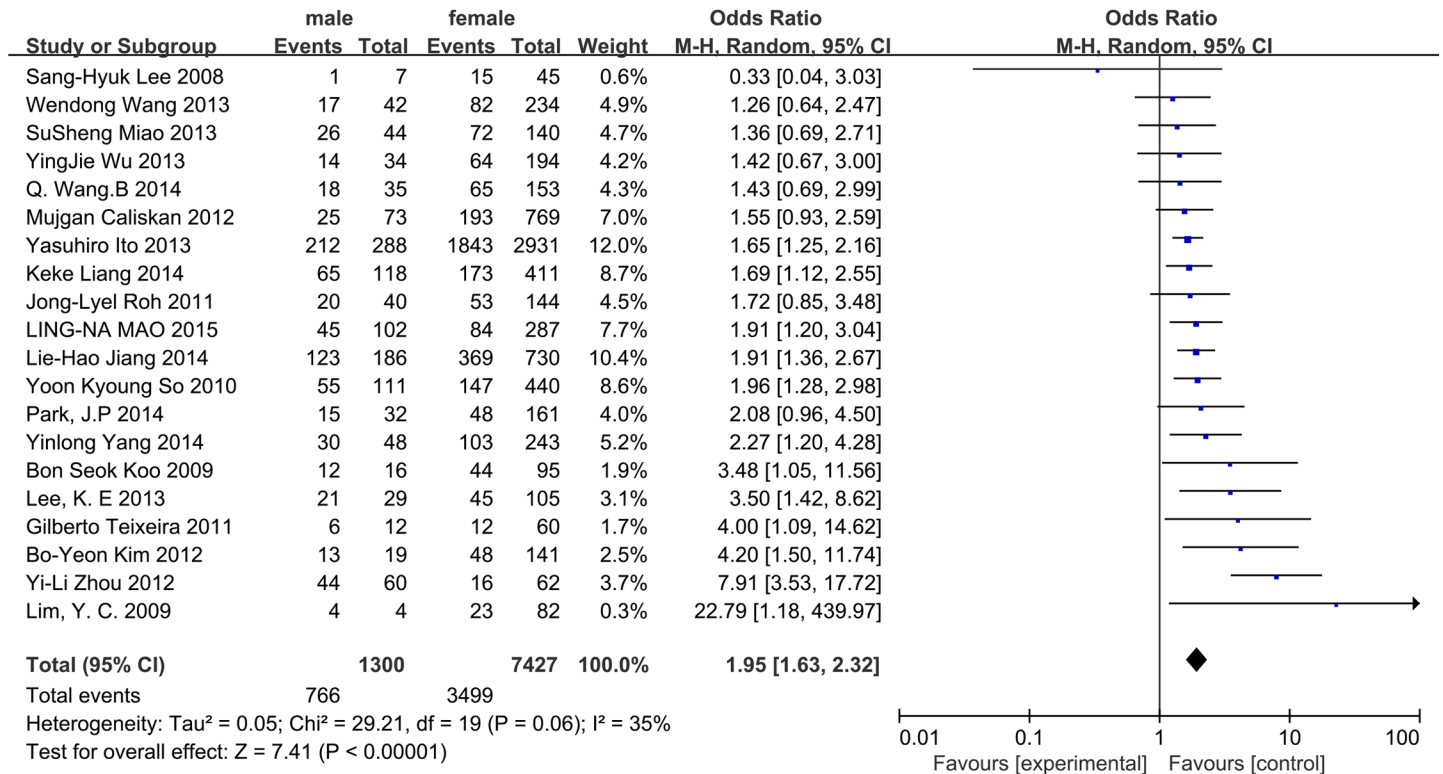 male female Odds Ratio Odds Ratio
Study or Subgroup Events Total Events Total Weight M-H, Random, 95% CI M-H, Random, 95% CI
Sang-Hyuk Lee 2008 1 7 15 45 0.6% 0.33 [0.04, 3.03]
Wendong Wang 2013 17 42 82 234 4.9% 1.26 [0.64, 2.47]
SuSheng Miao 2013 26 44 72 140 4.7% 1.36 [0.69, 2.71]
YingJie Wu 2013 14 34 64 194 4.2% 1.42 [0.67, 3.00]
Q. Wang.B 2014 18 35 65 153 4.3% 1.43 [0.69, 2.99]
Mujgan Caliskan 2012 25 73 193 769 7.0% 1.55 [0.93, 2.59]
Yasuhiro Ito 2013 212 288 1843 2931 12.0% 1.65 [1.25, 2.16]
Keke Liang 2014 65 118 173 411 8.7% 1.69 [1.12, 2.55]
Jong-Lyel Roh 2011 20 40 53 144 4.5% 1.72 [0.85, 3.48]
LING-NA MAO 2015 45 102 84 287 7.7% 1.91 [1.20, 3.04]
Lie-Hao Jiang 2014 123 186 369 730 10.4% 1.91 [1.36, 2.67]
Yoon Kyoung So 2010 55 111 147 440 8.6% 1.96 [1.28, 2.98]
Park, J.P 2014 15 32 48 161 4.0% 2.08 [0.96, 4.50]
Yinlong Yang 2014 30 48 103 243 5.2% 2.27 [1.20, 4.28]
Bon Seok Koo 2009 12 16 44 95 1.9% 3.48 [1.05, 11.56]
Lee, K. E 2013 21 29 45 105 3.1% 3.50 [1.42, 8.62]
Gilberto Teixeira 2011 6 12 12 60 1.7% 4.00 [1.09, 14.62]
Bo-Yeon Kim 2012 13 19 48 141 2.5% 4.20 [1.50, 11.74]
Yi-Li Zhou 2012 44 60 16 62 3.7% 7.91 [3.53, 17.72]
Lim, Y. C. 2009 4 4 23 82 0.3% 22.79 [1.18, 439.97]
Total (95% CI) 1300 7427 100.0% 1.95 [1.63, 2.32]
Total events 766 3499
Heterogeneity: Tau² = 0.05; Chi² = 29.21, df = 19 (P = 0.06); I² = 35%
Test for overall effect: Z = 7.41 (P < 0.00001)
0.01 0.1 1 10 100
Favours [experimental] Favours [control]